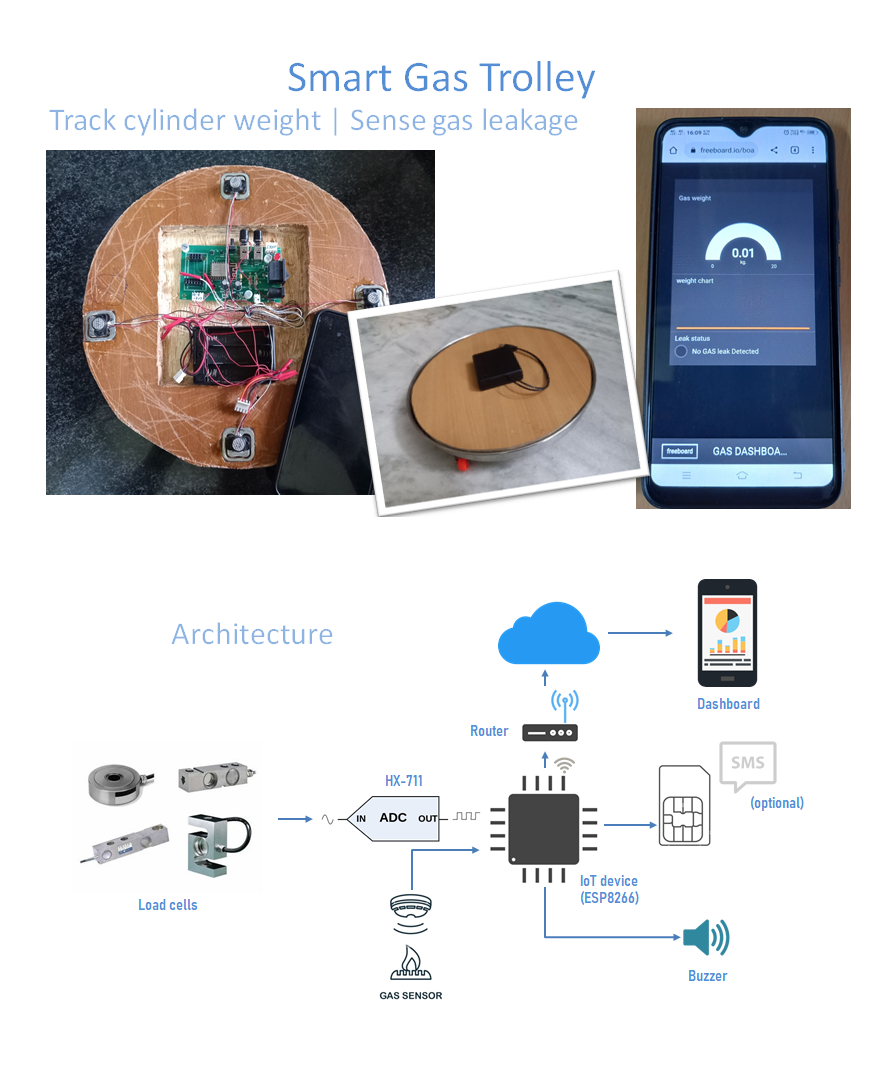 Smart Gas Trolley
Track cylinder weight | Sense gas leakage
16:09
freeboard.io/boa
Gas weight
0.01
kg.
0 20
weight chart
Leak status
No GAS leak Detected
freeboard GAS DASHBOA...
Architecture
Dashboard
Router
SMS
(optional)
HX-711
IN ADC OUT
IoT device
(ESP8266)
Load cells
Buzzer
GAS SENSOR